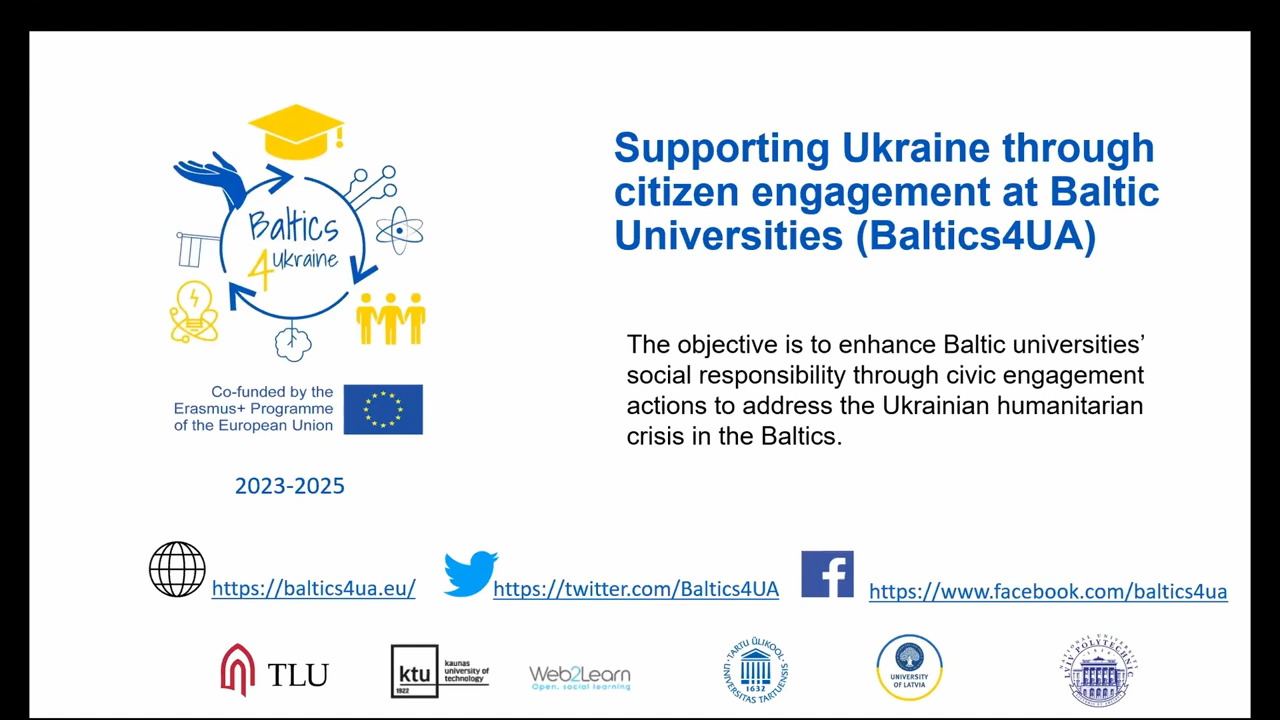 Supporting Ukraine through
citizen engagement at Baltic
Universities (Baltics4UA)
Baltics
4 Ukraine
The objective is to enhance Baltic universities’
social responsibility through civic engagement
actions to address the Ukrainian humanitarian
crisis in the Baltics.
Co-funded by the
Erasmus+ Programme
of the European Union
2023-2025
https://baltics4ua.eu/
https://twitter.com/Baltics4UA
https://www.facebook.com/baltics4ua
TLU
ktu
1922
kaunas
university of
technology
Web2Learn
Open, social learning
TARTU ÜLIKOOL
UNIVERSITAS TARTUENSIS
1632
UNIVERSITY
OF LATVIA
NATIONAL UNIVERSITY
LVIV POLYTECHNIC